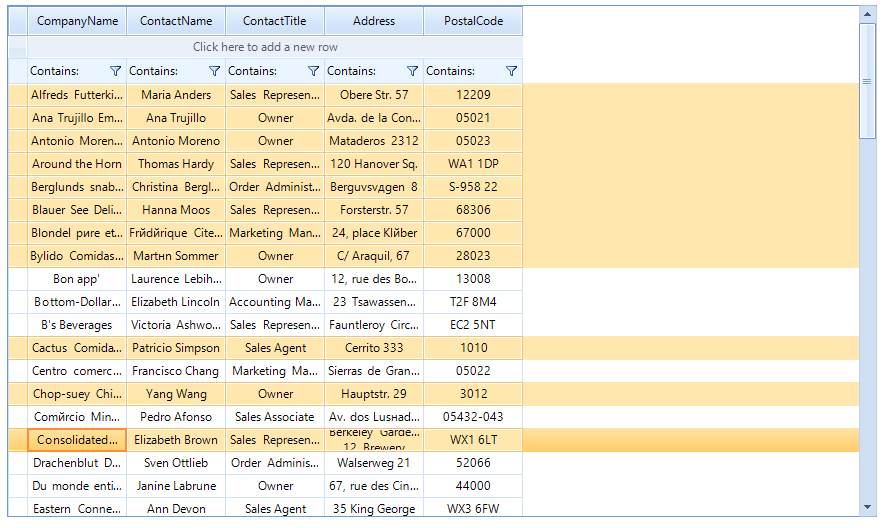 CompanyName ContactName ContactTitle Address PostalCode
Click here to add a new row
Contains: Contains: Contains: Contains: Contains:
Alfreds Futterki... Maria Anders Sales Represen... Obere Str. 57 12209
Ana Trujillo Em... Ana Trujillo Owner Avda. de la Con... 05021
Antonio Moren... Antonio Moreno Owner Mataderos 2312 05023
Around the Horn Thomas Hardy Sales Represen... 120 Hanover Sq. WA1 1DP
Berglunds snab... Christina Bergl... Order Administ... Berguvsvдgen 8 S-958 22
Blauer See Deli... Hanna Moos Sales Represen... Forsterstr. 57 68306
Blondel pиre et... Frйdйrique Cite... Marketing Man... 24, place Klйber 67000
Bylido Comidas... Martнn Sommer Owner C/ Araquil, 67 28023
Bon app' Laurence Lebih... Owner 12, rue des Bo... 13008
Bottom-Dollar... Elizabeth Lincoln Accounting Ma... 23 Tsawassen... T2F 8M4
B's Beverages Victoria Ashwo... Sales Represen... Fauntleroy Circ... EC2 5NT
Cactus Comida... Patricio Simpson Sales Agent Cerrito 333 1010
Centro comerc... Francisco Chang Marketing Ma... Sierras de Gran... 05022
Chop-suey Chi... Yang Wang Owner Hauptstr. 29 3012
Comйrcio Min... Pedro Afonso Sales Associate Av. dos Lusнad... 05432-043
Consolidated... Elizabeth Brown Sales Represen... Berkeley Garde... 12 Brewery WX1 6LT
Drachenblut D... Sven Ottlieb Order Adminis... Walserweg 21 52066
Du monde enti... Janine Labrune Owner 67, rue des Cin... 44000
Eastern Conne... Ann Devon Sales Agent 35 King George WX3 6FW